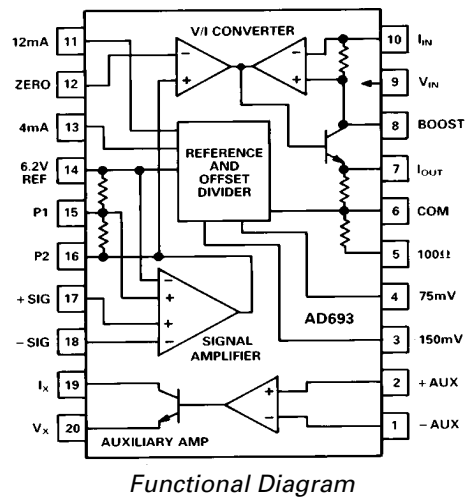 V/I CONVERTER
12mA 11
ZERO 12
4mA 13
6.2V
REF 14
P1 15
P2 16
+ SIG 17
− SIG 18
IX 19
VX 20
− + − +
REFERENCE
AND
OFFSET
DIVIDER
− + + −
SIGNAL
AMPLIFIER
AD693
+ −
AUXILIARY AMP
10 IIN
9 VIN
8 BOOST
7 IOUT
6 COM
5 100Ω
4 75mV
3 150mV
2 + AUX
1 − AUX
Functional Diagram